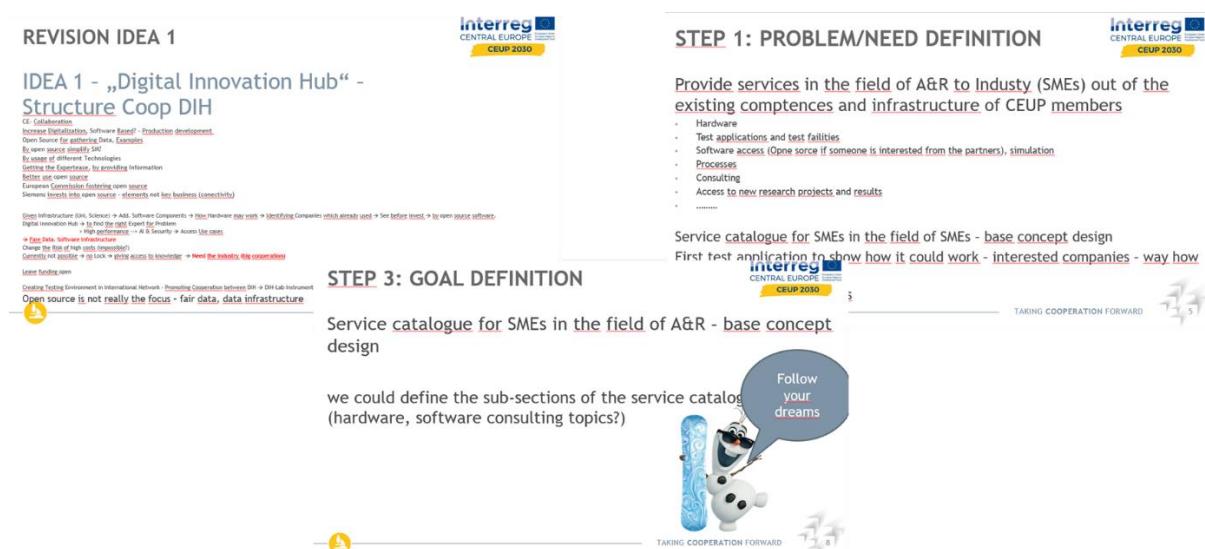 REVISION IDEA 1
Interreg
CENTRAL EUROPE
CEUP 2030
IDEA 1 – „Digital Innovation Hub“ –
Structure Coop DIH
CE- Collaboration
Increase Digitalization, Software Based? - Production development
Open Source for gathering Data, Examples
By open source simplify
By usage of different Technologies
Getting the Expertease, by providing Information
Better use open source
European Commission fostering open source
Siemens invests into open source - elements not key business (conectivity)
Given Infrastructure (Uni, Science) → Add. Software Components → How Hardware may work → Identifying Companies which already used → See before invest → by open source software.
Digital Innovation Hub → to find the right Expert for Problem
> High performance --> AI & Security → Access Use cases
→ Data. Software Infrastructure
Change the Risk of high costs (impossible?)
Currently not possible → no Lock → giving access to knowledge → Need the industry (big cooperations)
Leave funding open
Creating Testing Environment in International Network - Promoting Cooperation between DIH → DIH-Lab Instrument
Open source is not really the focus - fair data, data infrastructure
STEP 1: PROBLEM/NEED DEFINITION
Interreg
CENTRAL EUROPE
CEUP 2030
Provide services in the field of A&R to Industy (SMEs) out of the
existing comptences and infrastructure of CEUP members
- Hardware
- Test applications and test failities
- Software access (Opne sorce if someone is interested from the partners), simulation
- Processes
- Consulting
- Access to new research projects and results
- ………
Service catalogue for SMEs in the field of SMEs - base concept design
First test application to show how it could work - interested companies - way how
s
TAKING COOPERATION FORWARD
5
STEP 3: GOAL DEFINITION
Interreg
CENTRAL EUROPE
CEUP 2030
Service catalogue for SMEs in the field of A&R - base concept
design
we could define the sub-sections of the service catalog
(hardware, software consulting topics?)
Follow
your
dreams
TAKING COOPERATION FORWARD
8